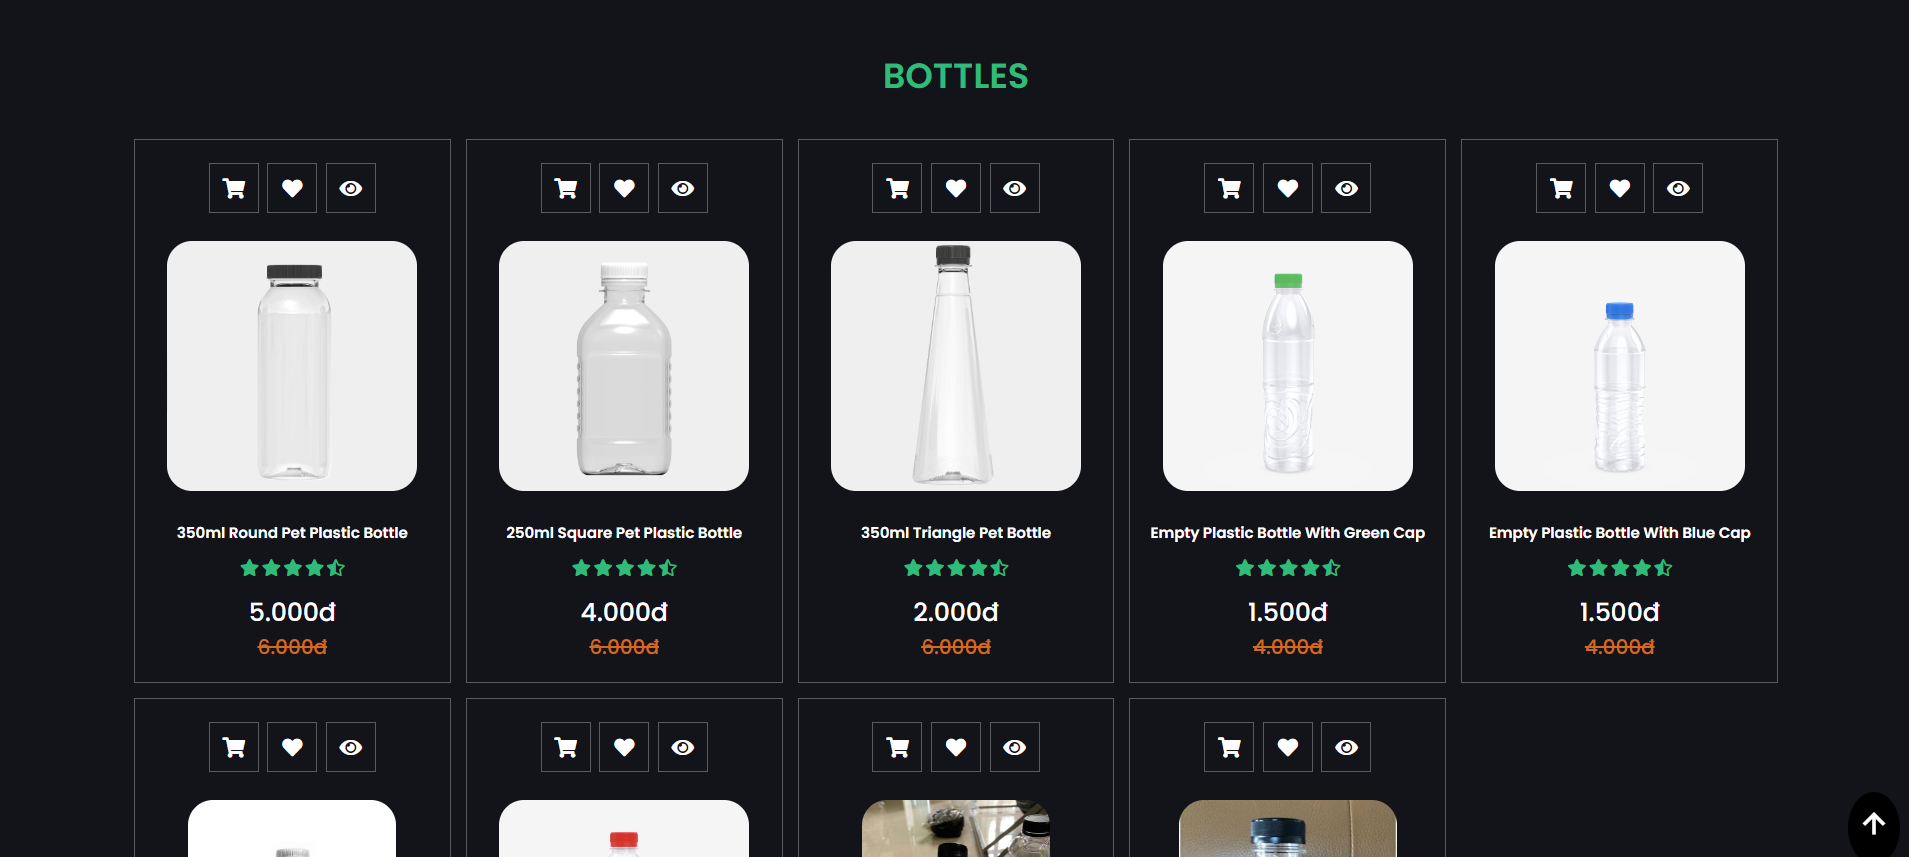 BOTTLES
350ml Round Pet Plastic Bottle
5.000đ
6.000đ
250ml Square Pet Plastic Bottle
4.000đ
6.000đ
350ml Triangle Pet Bottle
2.000đ
6.000đ
Empty Plastic Bottle With Green Cap
1.500đ
4.000đ
Empty Plastic Bottle With Blue Cap
1.500đ
4.000đ